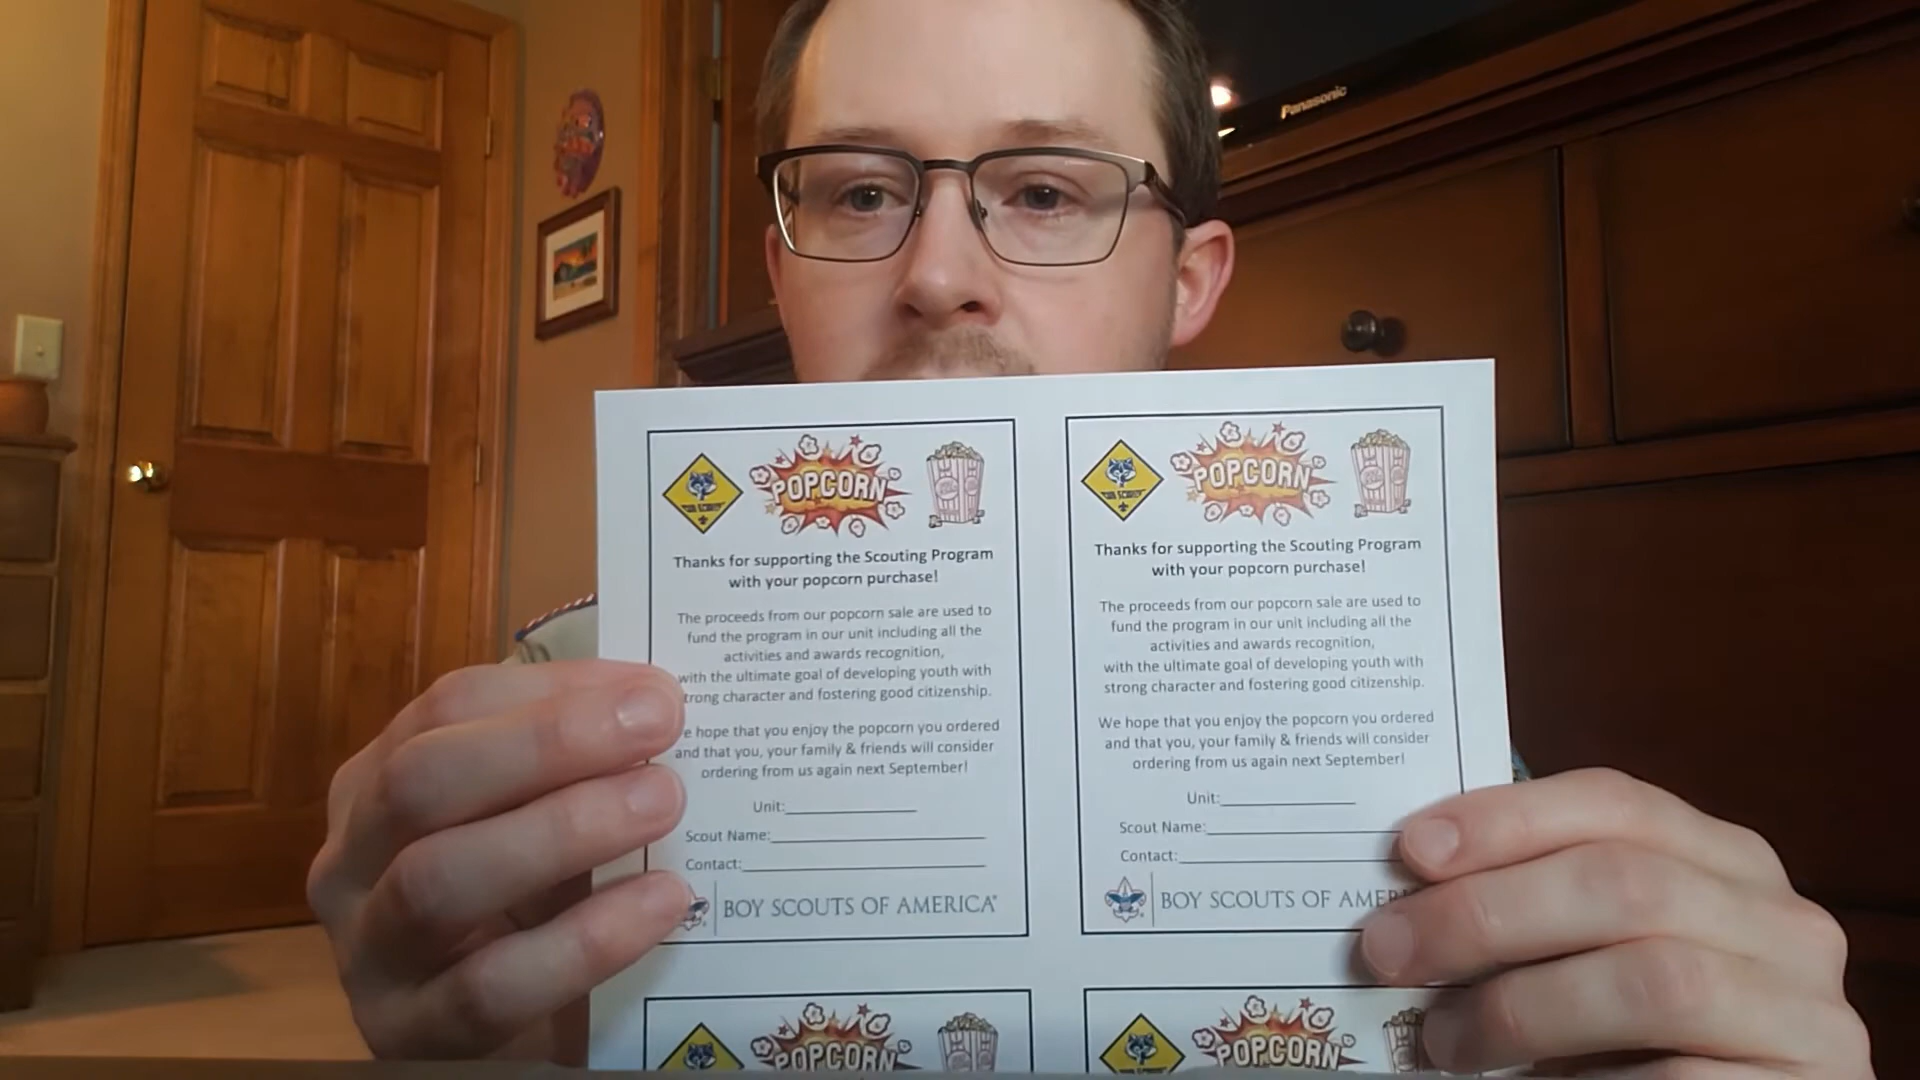 Panasonic
CUB SCOUTS
POPCORN
Thanks for supporting the Scouting Program
with your popcorn purchase!
The proceeds from our popcorn sale are used to
fund the program in our unit including all the
activities and awards recognition,
with the ultimate goal of developing youth with
trong character and fostering good citizenship.
e hope that you enjoy the popcorn you ordered
and that you, your family & friends will consider
ordering from us again next September!
Unit:
Scout Name:
Contact:
BOY SCOUTS OF AMERICA®
CUB SCOUTS
POPCORN
Thanks for supporting the Scouting Program
with your popcorn purchase!
The proceeds from our popcorn sale are used to
fund the program in our unit including all the
activities and awards recognition,
with the ultimate goal of developing youth with
strong character and fostering good citizenship.
We hope that you enjoy the popcorn you ordered
and that you, your family & friends will consider
ordering from us again next September!
Unit:
Scout Name:
Contact:
BOY SCOUTS OF AMER
POPCORN
POPCORN